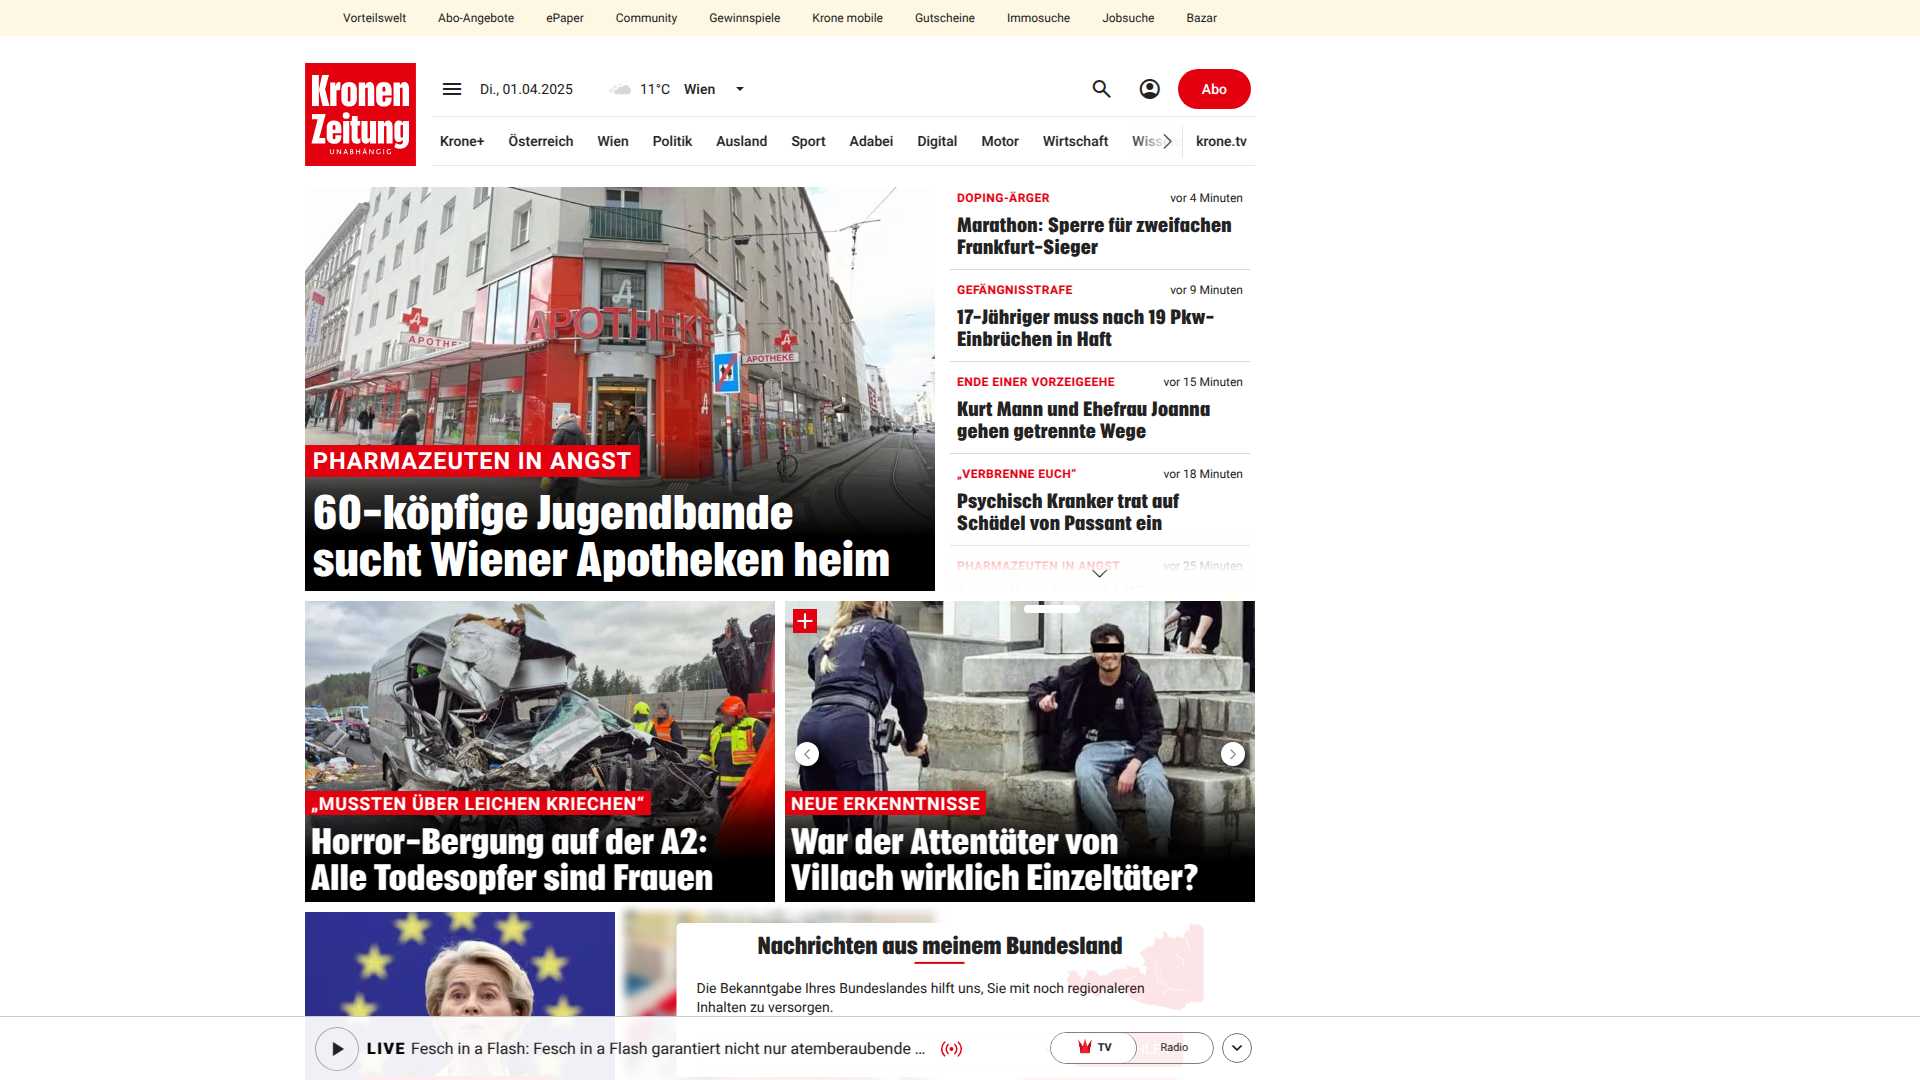 Vorteilswelt Abo-Angebote ePaper Community Gewinnspiele Krone mobile Gutscheine Immosuche Jobsuche Bazar
Kronen
Zeitung
UNABHÄNGIG
Di., 01.04.2025 11°C Wien
Abo
Krone+ Österreich Wien Politik Ausland Sport Adabei Digital Motor Wirtschaft krone.tv
APOTHEKE
APOTHEKE
PHARMAZEUTEN IN ANGST
60-köpfige Jugendbande
sucht Wiener Apotheken heim
DOPING-ÄRGER vor 4 Minuten
Marathon: Sperre für zweifachen
Frankfurt-Sieger
GEFÄNGNISSTRAFE vor 9 Minuten
17-Jähriger muss nach 19 Pkw-
Einbrüchen in Haft
ENDE EINER VORZEIGEEHE vor 15 Minuten
Kurt Mann und Ehefrau Joanna
gehen getrennte Wege
„VERBRENNE EUCH“ vor 18 Minuten
Psychisch Kranker trat auf
Schädel von Passant ein
PHARMAZEUTEN IN ANGST vor 25 Minuten
„MUSSTEN ÜBER LEICHEN KRIECHEN“
Horror-Bergung auf der A2:
Alle Todesopfer sind Frauen
NEUE ERKENNTNISSE
War der Attentäter von
Villach wirklich Einzeltäter?
Nachrichten aus meinem Bundesland
Die Bekanntgabe Ihres Bundeslandes hilft uns, Sie mit noch regionaleren
Inhalten zu versorgen.
LIVE Fesch in a Flash: Fesch in a Flash garantiert nicht nur atemberaubende ...
TV Radio